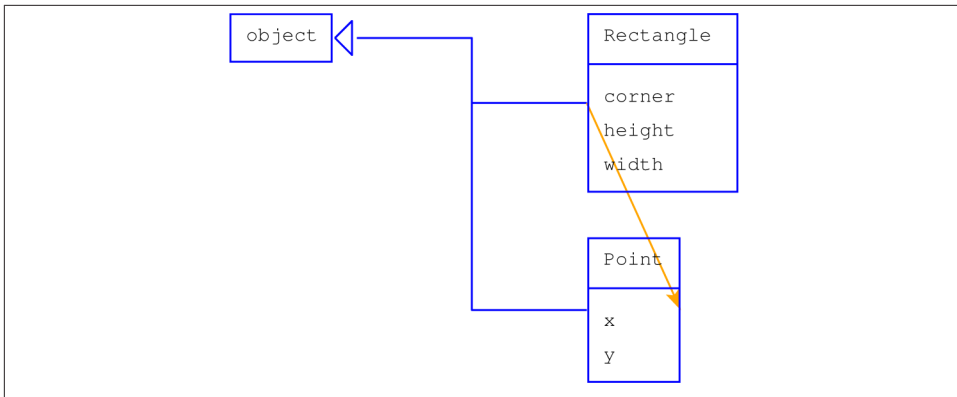 object
Rectangle
corner
height
width
Point
x
y